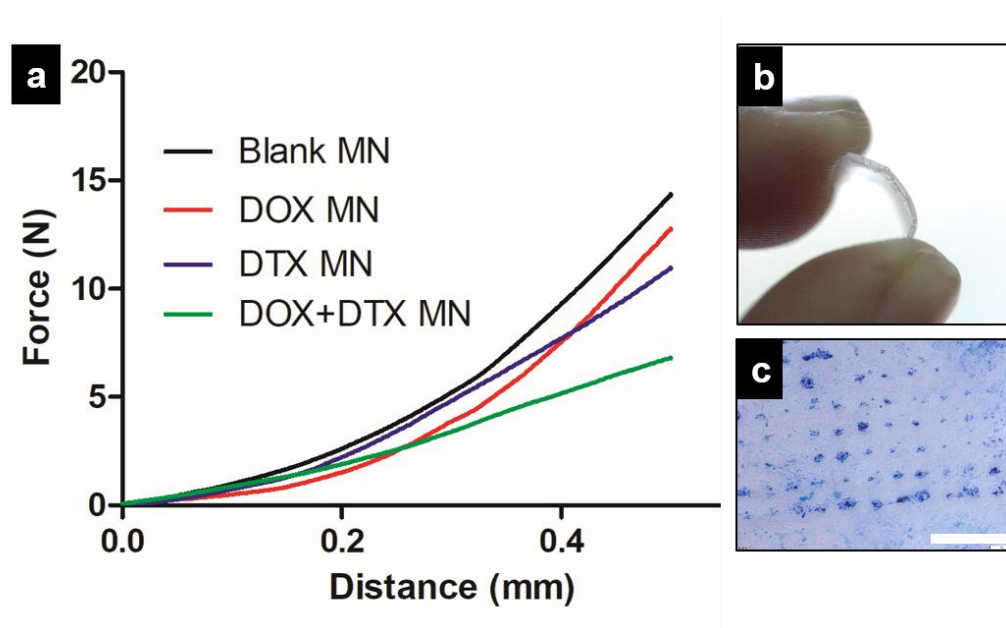 a
20
15
10
5
0
Force (N)
Blank MN
DOX MN
DTX MN
DOX+DTX MN
0.0
0.2
0.4
Distance (mm)
b
c